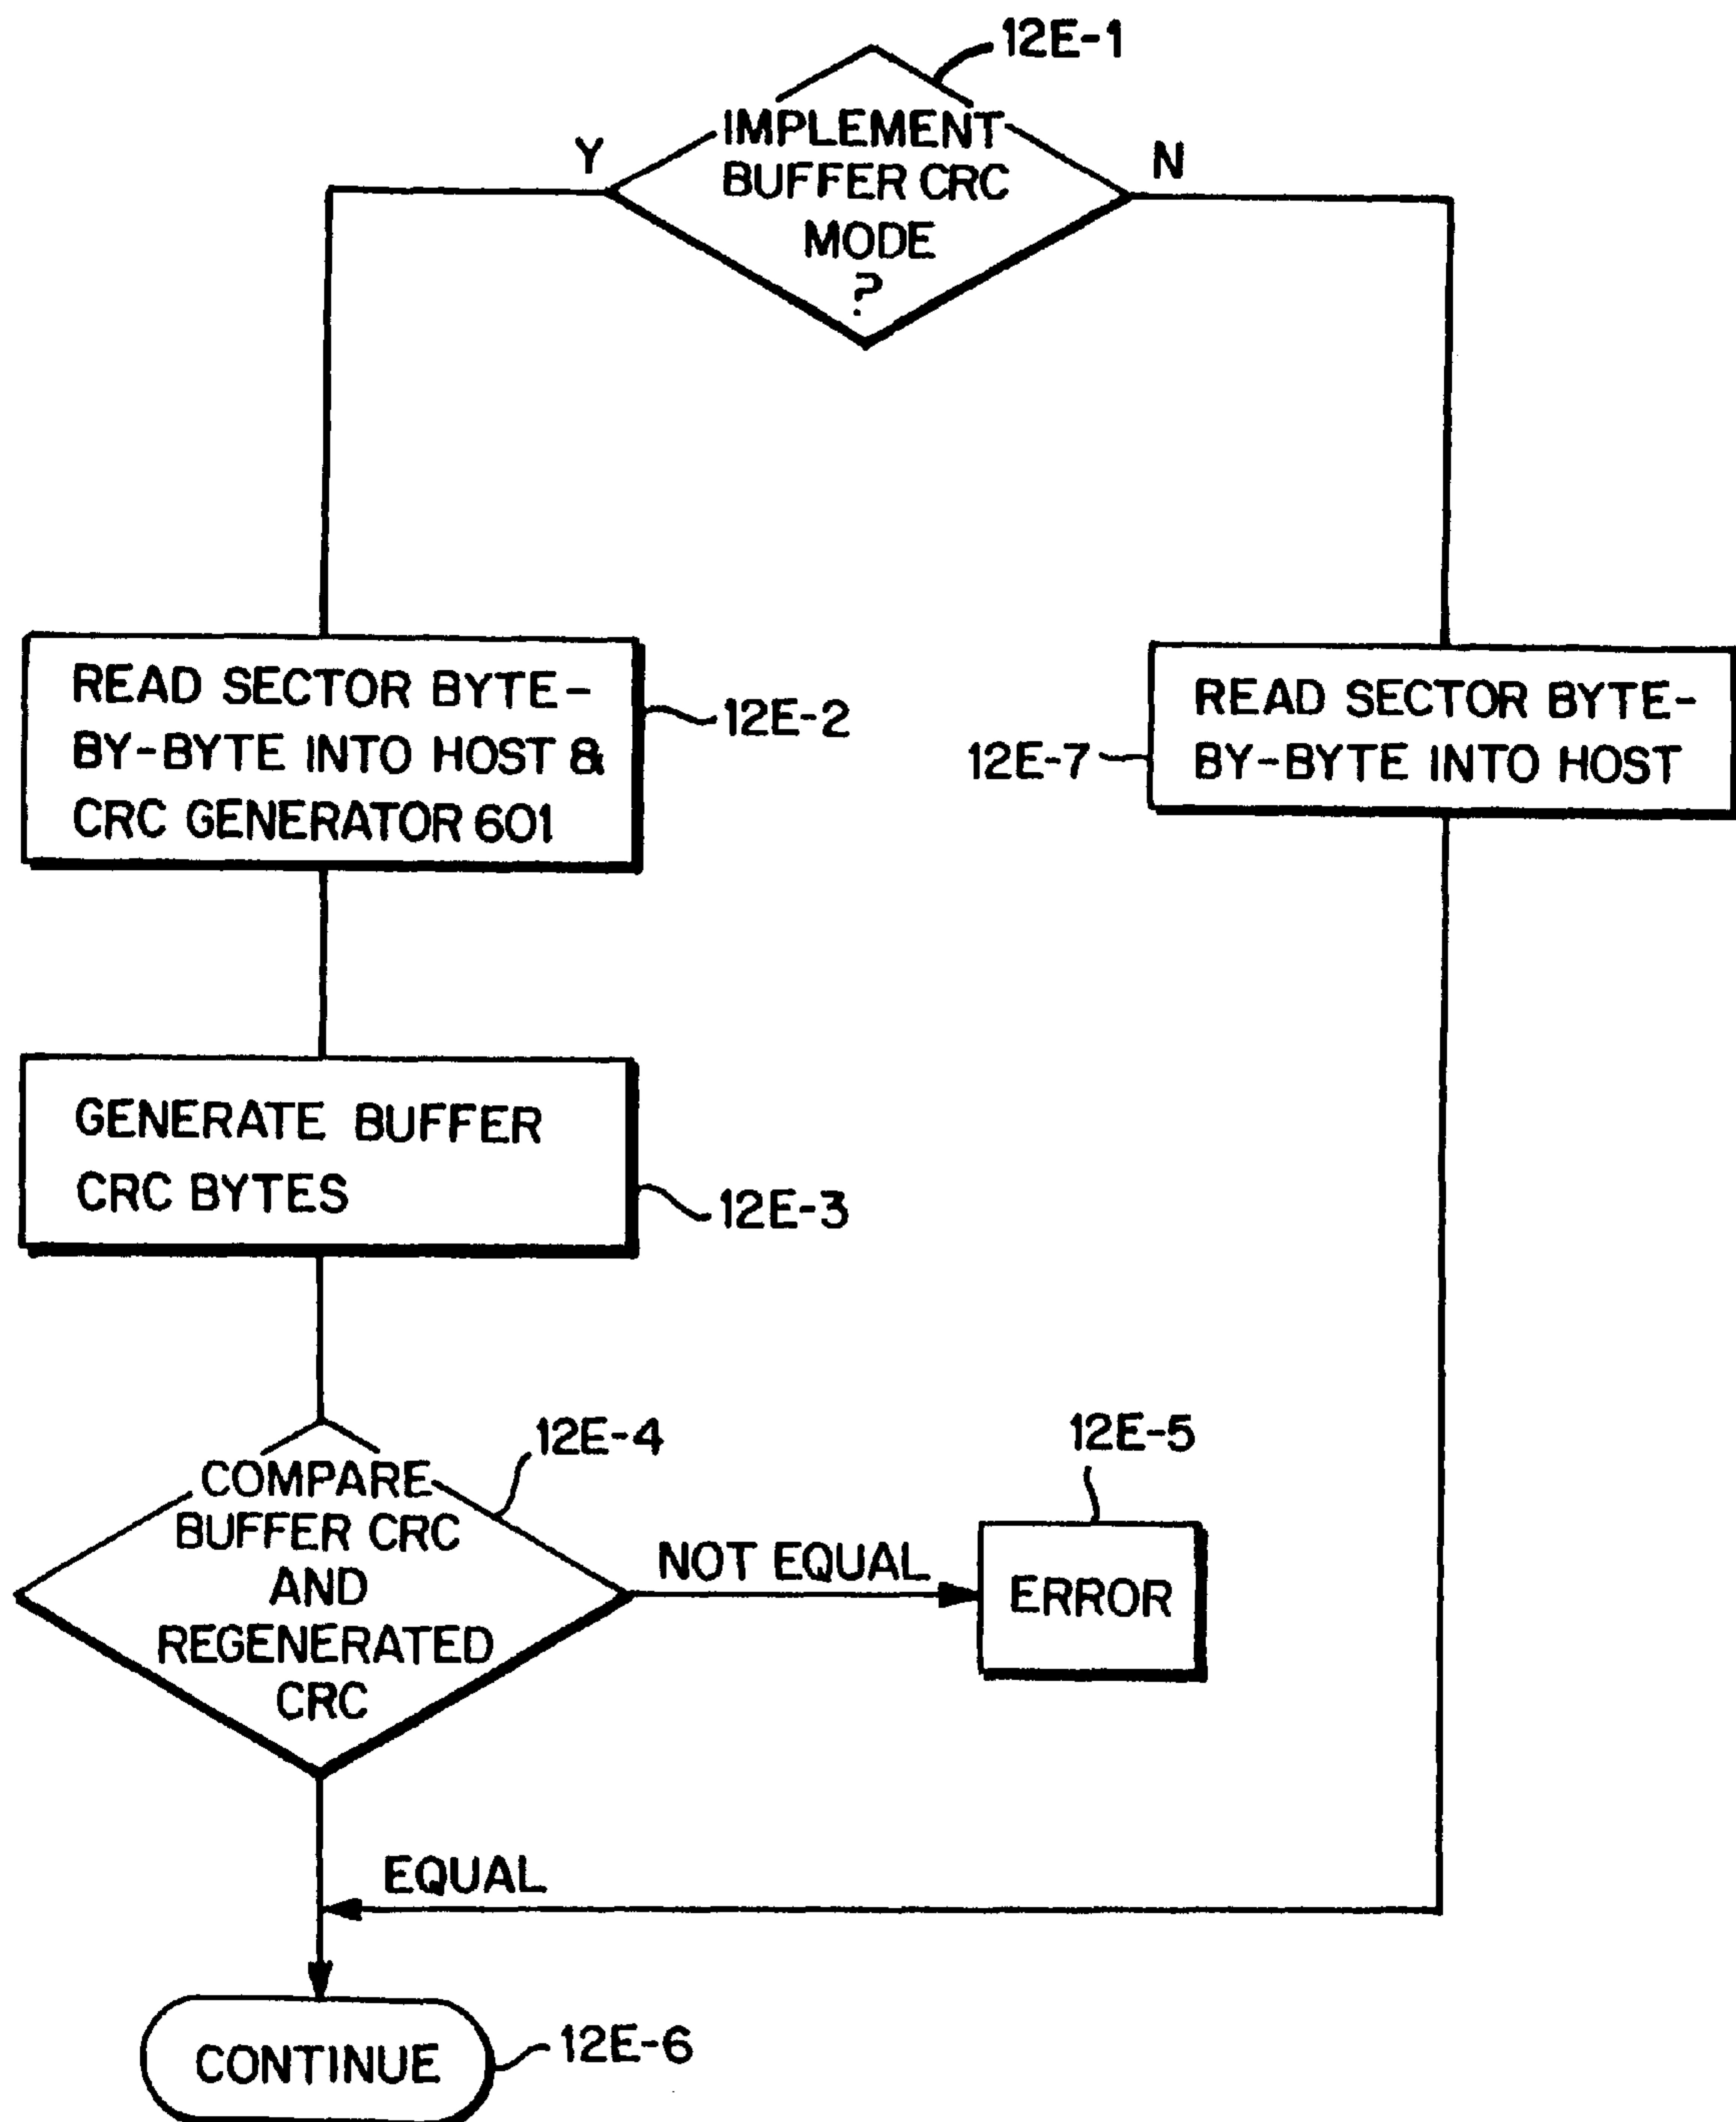 12E-1
IMPLEMENT
BUFFER CRC
MODE
?
Y
N
READ SECTOR BYTE-
BY-BYTE INTO HOST &
CRC GENERATOR 601
12E-2
READ SECTOR BYTE-
BY-BYTE INTO HOST
12E-7
GENERATE BUFFER
CRC BYTES
12E-3
COMPARE
BUFFER CRC
AND
REGENERATED
CRC
12E-4
NOT EQUAL
12E-5
ERROR
EQUAL
CONTINUE
12E-6